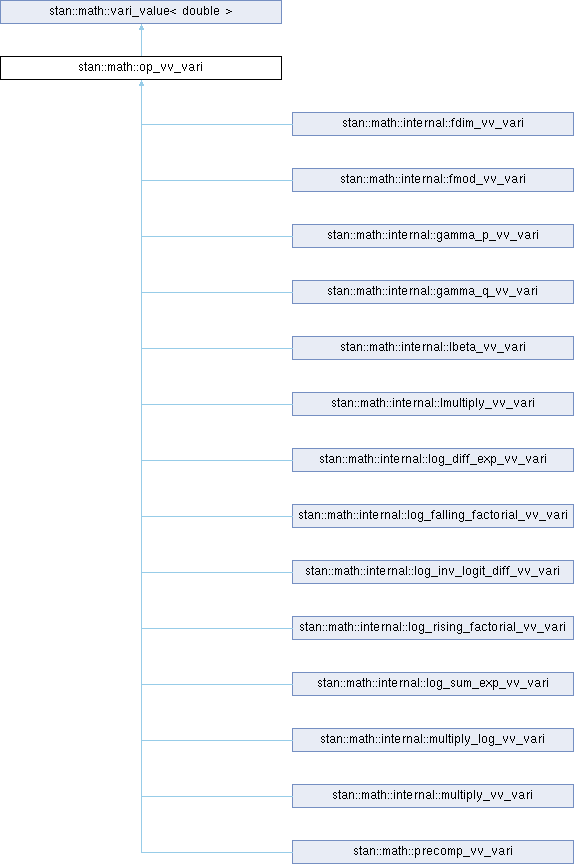 stan::math::vari_value< double >
stan::math::op_vv_vari
stan::math::internal::fdim_vv_vari
stan::math::internal::fmod_vv_vari
stan::math::internal::gamma_p_vv_vari
stan::math::internal::gamma_q_vv_vari
stan::math::internal::lbeta_vv_vari
stan::math::internal::lmultiply_vv_vari
stan::math::internal::log_diff_exp_vv_vari
stan::math::internal::log_falling_factorial_vv_vari
stan::math::internal::log_inv_logit_diff_vv_vari
stan::math::internal::log_rising_factorial_vv_vari
stan::math::internal::log_sum_exp_vv_vari
stan::math::internal::multiply_log_vv_vari
stan::math::internal::multiply_vv_vari
stan::math::precomp_vv_vari